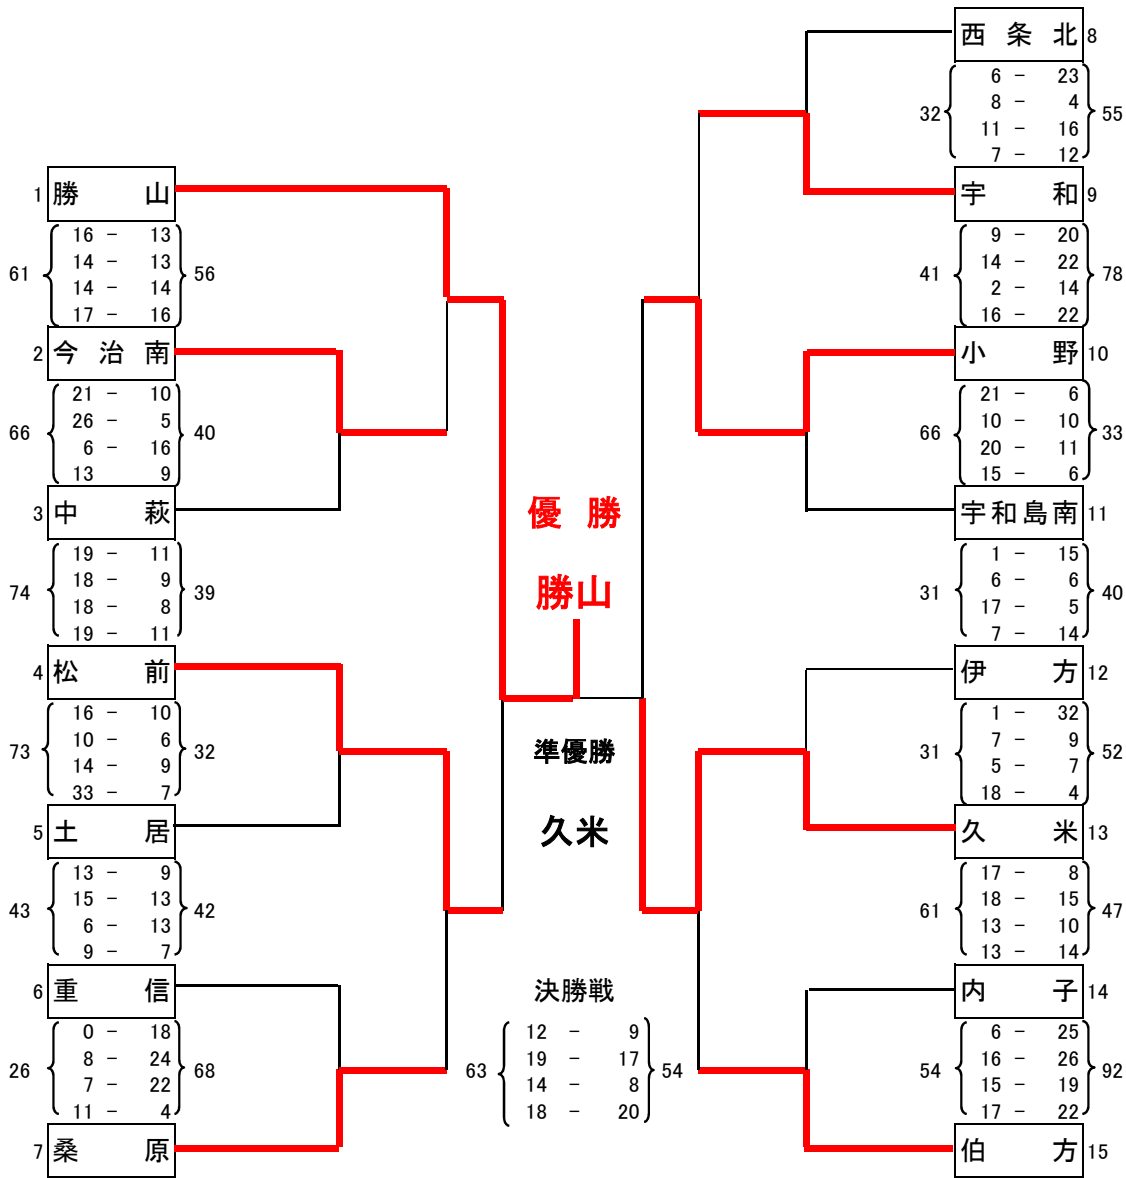 1 勝山
61 56
16 - 13
14 - 13
14 - 14
17 - 16
2 今治南
66 40
21 - 10
26 - 5
6 - 16
13 9
3 中萩
74 39
19 - 11
18 - 9
18 - 8
19 - 11
4 松前
73 32
16 - 10
10 - 6
14 - 9
33 - 7
5 土居
43 42
13 - 9
15 - 13
6 - 13
9 - 7
6 重信
26 68
0 - 18
8 - 24
7 - 22
11 - 4
7 桑原
優勝
勝山
準優勝
久米
決勝戦
63 54
12 - 9
19 - 17
14 - 8
18 - 20
西条北 8
32 55
6 - 23
8 - 4
11 - 16
7 - 12
宇和 9
41 78
9 - 20
14 - 22
2 - 14
16 - 22
小野 10
66 33
21 - 6
10 - 10
20 - 11
15 - 6
宇和島南 11
31 40
1 - 15
6 - 6
17 - 5
7 - 14
伊方 12
31 52
1 - 32
7 - 9
5 - 7
18 - 4
久米 13
61 47
17 - 8
18 - 15
13 - 10
13 - 14
内子 14
54 92
6 - 25
16 - 26
15 - 19
17 - 22
伯方 15